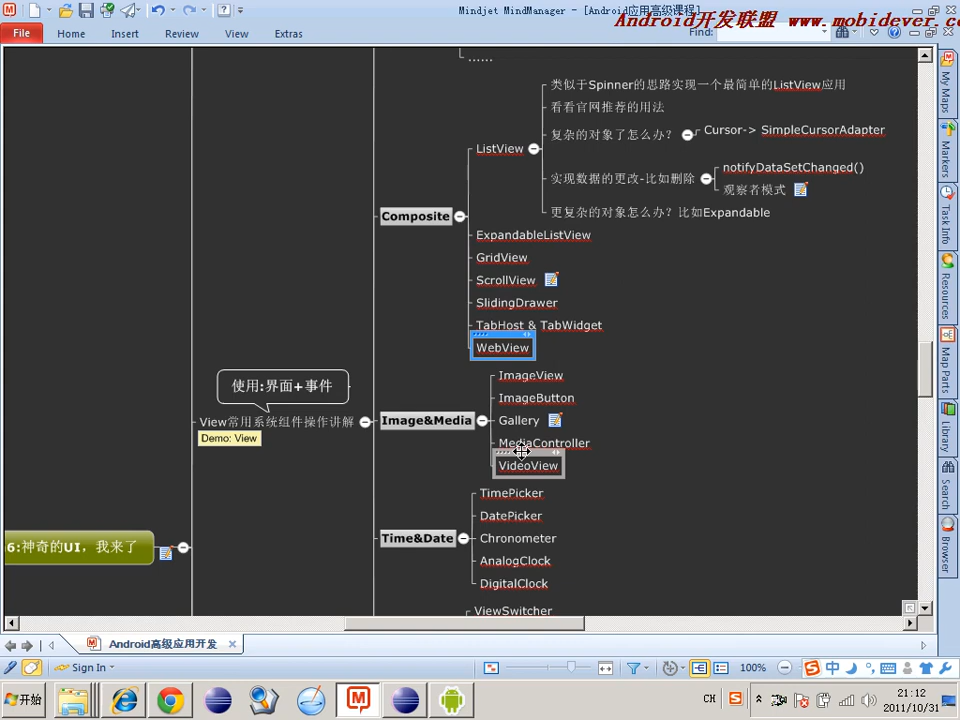 Mindjet MindManager - [Android应用高级课程]
Android开发联盟 www.mobidever.co
File Home Insert Review View Extras Find:
......
类似于Spinner的思路实现一个最简单的ListView应用
看看官网推荐的用法
复杂的对象了怎么办? Cursor-> SimpleCursorAdapter
ListView
notifyDataSetChanged()
实现数据的更改-比如删除
观察者模式
更复杂的对象怎么办? 比如Expandable
Composite
ExpandableListView
GridView
ScrollView
SlidingDrawer
TabHost & TabWidget
WebView
使用:界面+事件
View常用系统组件操作讲解
Demo: View
Image&Media
ImageView
ImageButton
Gallery
MediaController
VideoView
6:神奇的UI，我来了
Time&Date
TimePicker
DatePicker
Chronometer
AnalogClock
DigitalClock
ViewSwitcher
My Maps
Markers
Task Info
Resources
Map Parts
Library
Search
Browser
Android高级应用开发
Sign In
100%
中
开始
CH
21:12
2011/10/31